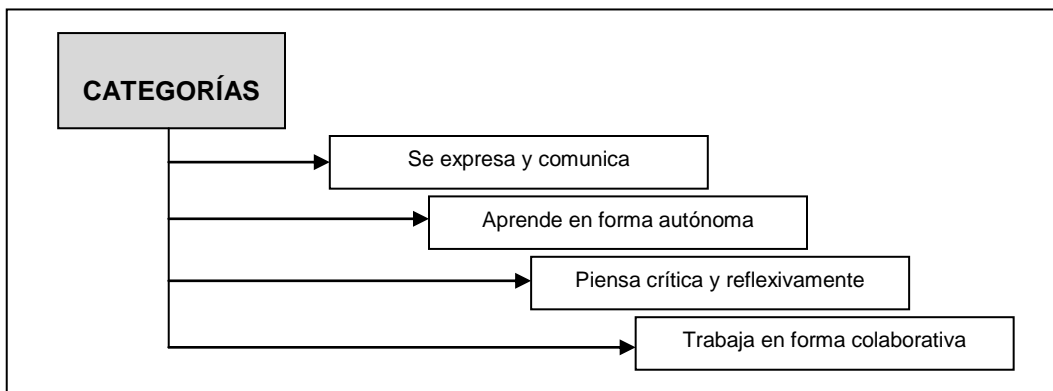 CATEGORÍAS
Se expresa y comunica
Aprende en forma autónoma
Piensa crítica y reflexivamente
Trabaja en forma colaborativa